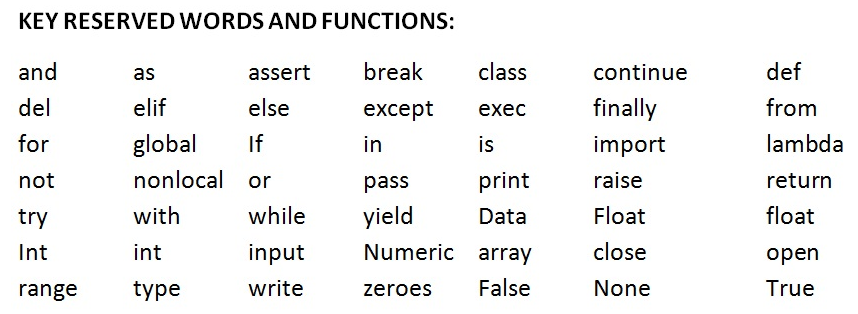 KEY RESERVED WORDS AND FUNCTIONS:
and as assert break class continue def
del elif else except exec finally from
for global If in is import lambda
not nonlocal or pass print raise return
try with while yield Data Float float
Int int input Numeric array close open
range type write zeroes False None True